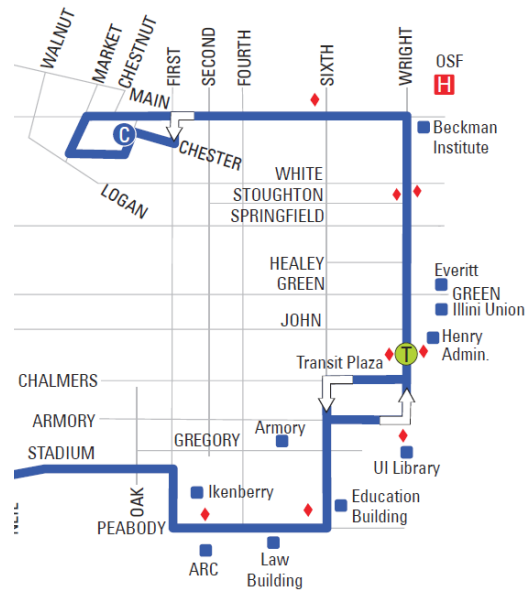 WALNUT
MARKET
CHESTNUT
FIRST
SECOND
FOURTH
SIXTH
WRIGHT
OSF
H
MAIN
C
CHESTER
Beckman
Institute
LOGAN
WHITE
STOUGHTON
SPRINGFIELD
HEALEY
GREEN
Everitt
GREEN
Illini Union
JOHN
Henry
Admin.
T
Transit Plaza
CHALMERS
ARMORY
Armory
GREGORY
STADIUM
UI Library
OAK
Ikenberry
Education
Building
PEABODY
ARC
Law
Building